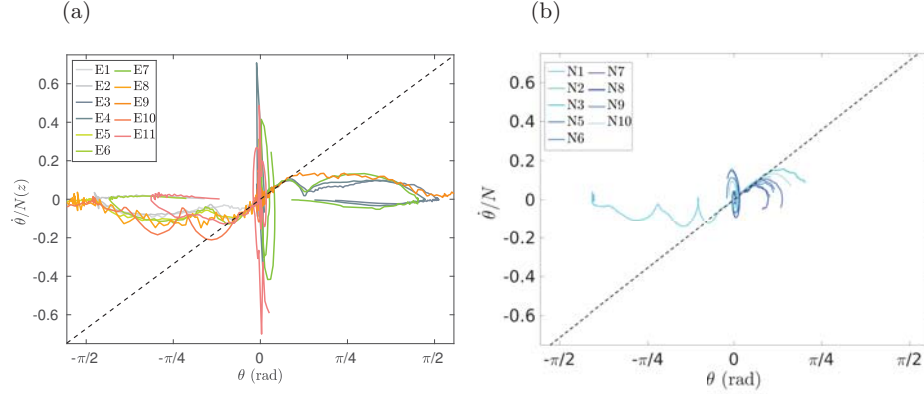 (a)
(b)
E1 E7
E2 E8
E3 E9
E4 E10
E5 E11
E6
0.6
0.4
0.2
0
-0.2
-0.4
-0.6
θ̇/N(z)
-π/2 -π/4 0 π/4 π/2
θ (rad)
N1 N7
N2 N8
N3 N9
N5 N10
N6
0.6
0.4
0.2
0
-0.2
-0.4
-0.6
θ̇/N
-π/2 -π/4 0 π/4 π/2
θ (rad)